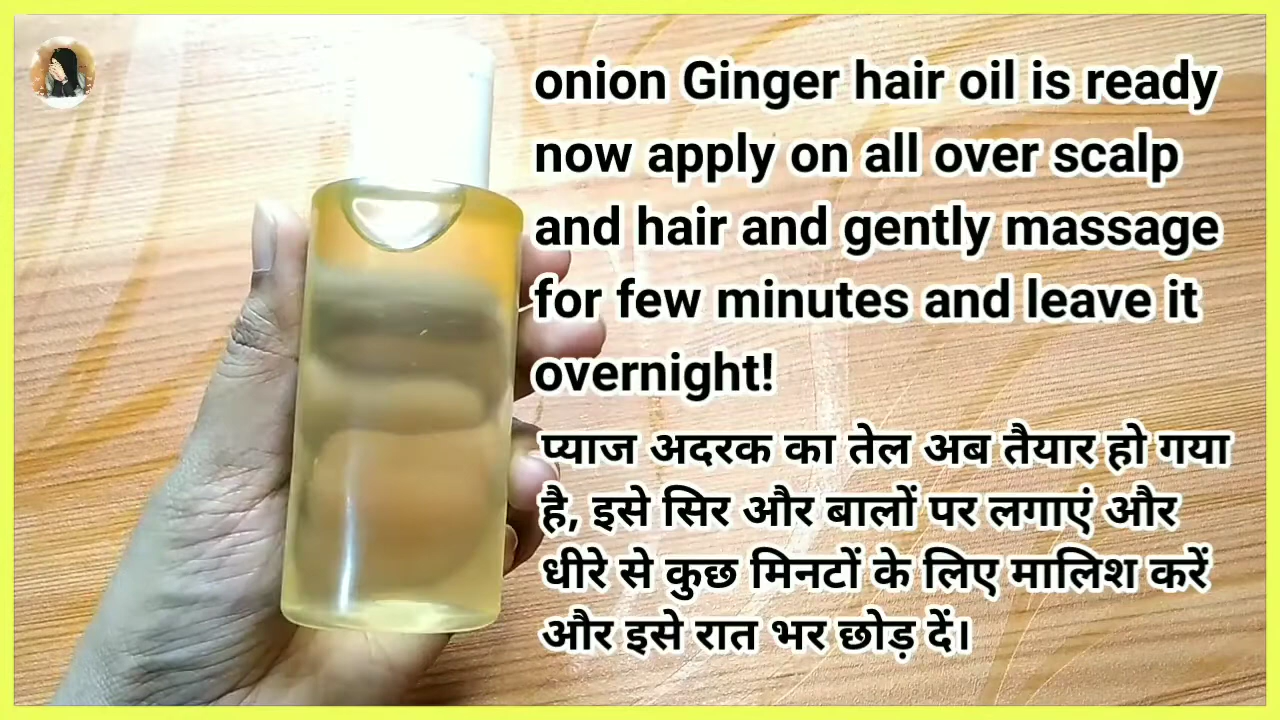 onion Ginger hair oil is ready
now apply on all over scalp
and hair and gently massage
for few minutes and leave it
overnight!
प्याज अदरक का तेल अब तैयार हो गया
है, इसे सिर और बालों पर लगाएं और
धीरे से कुछ मिनटों के लिए मालिश करें
और इसे रात भर छोड़ दें।